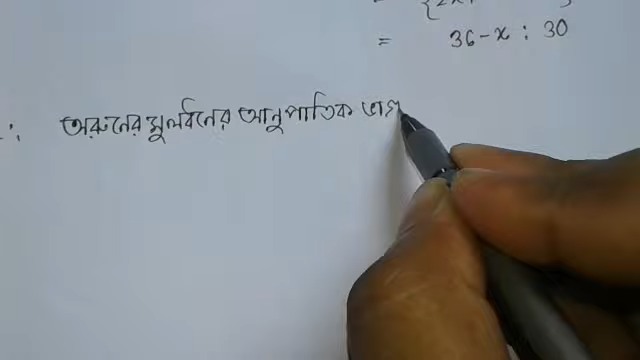 = 36-x : 30
∴ অরুনের মুলধনের আনুপাতিক ভাগ